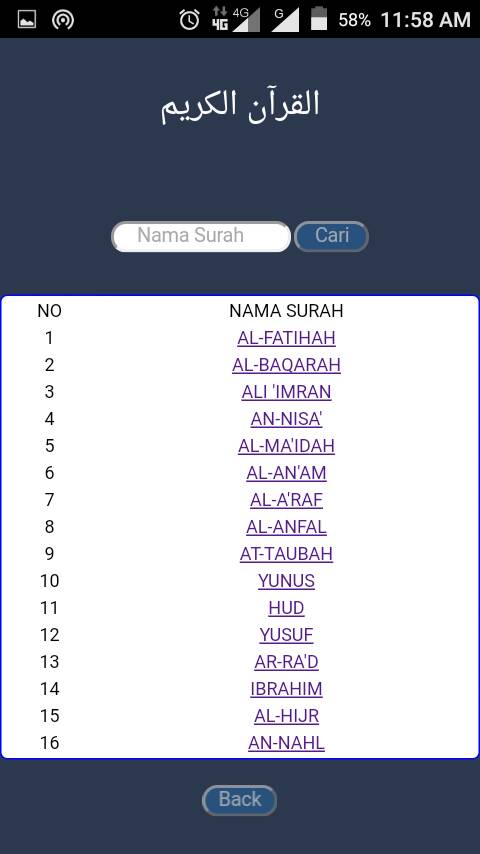 4G 4G G 58% 11:58 AM
القرآن الكريم
Nama Surah Cari
NO NAMA SURAH
1 AL-FATIHAH
2 AL-BAQARAH
3 ALI 'IMRAN
4 AN-NISA'
5 AL-MA'IDAH
6 AL-AN'AM
7 AL-A'RAF
8 AL-ANFAL
9 AT-TAUBAH
10 YUNUS
11 HUD
12 YUSUF
13 AR-RA'D
14 IBRAHIM
15 AL-HIJR
16 AN-NAHL
Back